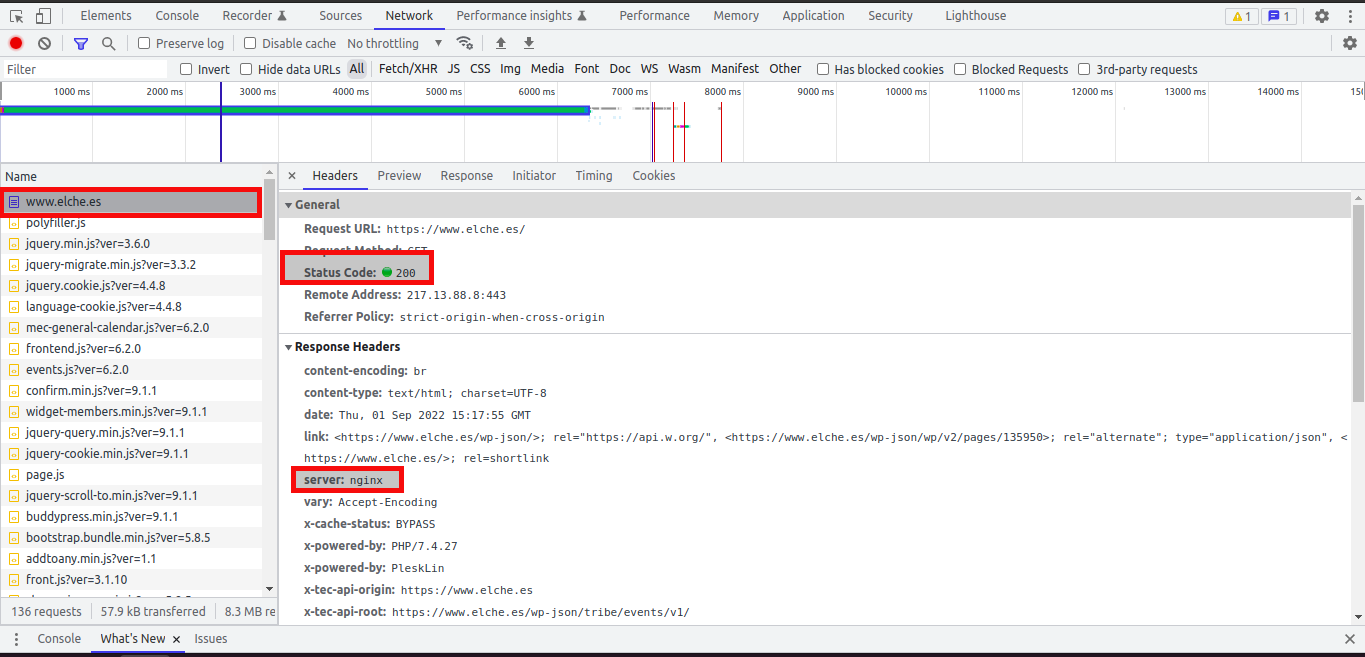 Elements Console Recorder Sources Network Performance insights Performance Memory Application Security Lighthouse 1 1
Preserve log Disable cache No throttling
Filter Invert Hide data URLs All Fetch/XHR JS CSS Img Media Font Doc WS Wasm Manifest Other Has blocked cookies Blocked Requests 3rd-party requests
1000 ms 2000 ms 3000 ms 4000 ms 5000 ms 6000 ms 7000 ms 8000 ms 9000 ms 10000 ms 11000 ms 12000 ms 13000 ms 14000 ms
Name
www.elche.es
polyfiller.js
jquery.min.js?ver=3.6.0
jquery-migrate.min.js?ver=3.3.2
jquery.cookie.js?ver=4.4.8
language-cookie.js?ver=4.4.8
mec-general-calendar.js?ver=6.2.0
frontend.js?ver=6.2.0
events.js?ver=6.2.0
confirm.min.js?ver=9.1.1
widget-members.min.js?ver=9.1.1
jquery-query.min.js?ver=9.1.1
jquery-cookie.min.js?ver=9.1.1
page.js
jquery-scroll-to.min.js?ver=9.1.1
buddypress.min.js?ver=9.1.1
bootstrap.bundle.min.js?ver=5.8.5
addtoany.min.js?ver=1.1
front.js?ver=3.1.10
136 requests 57.9 kB transferred 8.3 MB re
Headers Preview Response Initiator Timing Cookies
General
Request URL: https://www.elche.es/
Request Method: GET
Status Code: 200
Remote Address: 217.13.88.8:443
Referrer Policy: strict-origin-when-cross-origin
Response Headers
content-encoding: br
content-type: text/html; charset=UTF-8
date: Thu, 01 Sep 2022 15:17:55 GMT
link: <https://www.elche.es/wp-json/>; rel="https://api.w.org/", <https://www.elche.es/wp-json/wp/v2/pages/135950>; rel="alternate"; type="application/json", <
https://www.elche.es/>; rel=shortlink
server: nginx
vary: Accept-Encoding
x-cache-status: BYPASS
x-powered-by: PHP/7.4.27
x-powered-by: PleskLin
x-tec-api-origin: https://www.elche.es
x-tec-api-root: https://www.elche.es/wp-json/tribe/events/v1/
Console What's New Issues